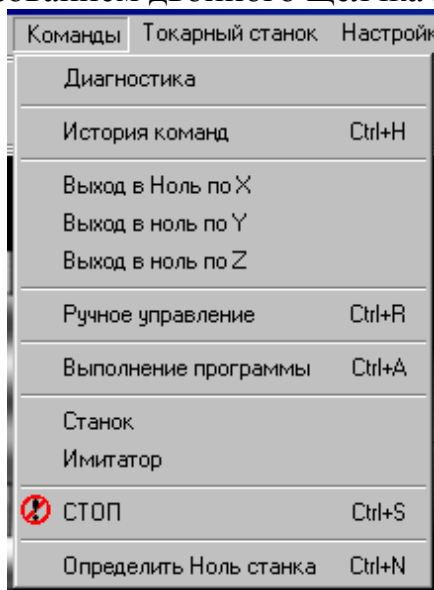 Команды Токарный станок Настройк
Диагностика
История команд Ctrl+H
Выход в Ноль по X
Выход в ноль по Y
Выход в ноль по Z
Ручное управление Ctrl+R
Выполнение программы Ctrl+A
Станок
Имитатор
СТОП Ctrl+S
Определить Ноль станка Ctrl+N